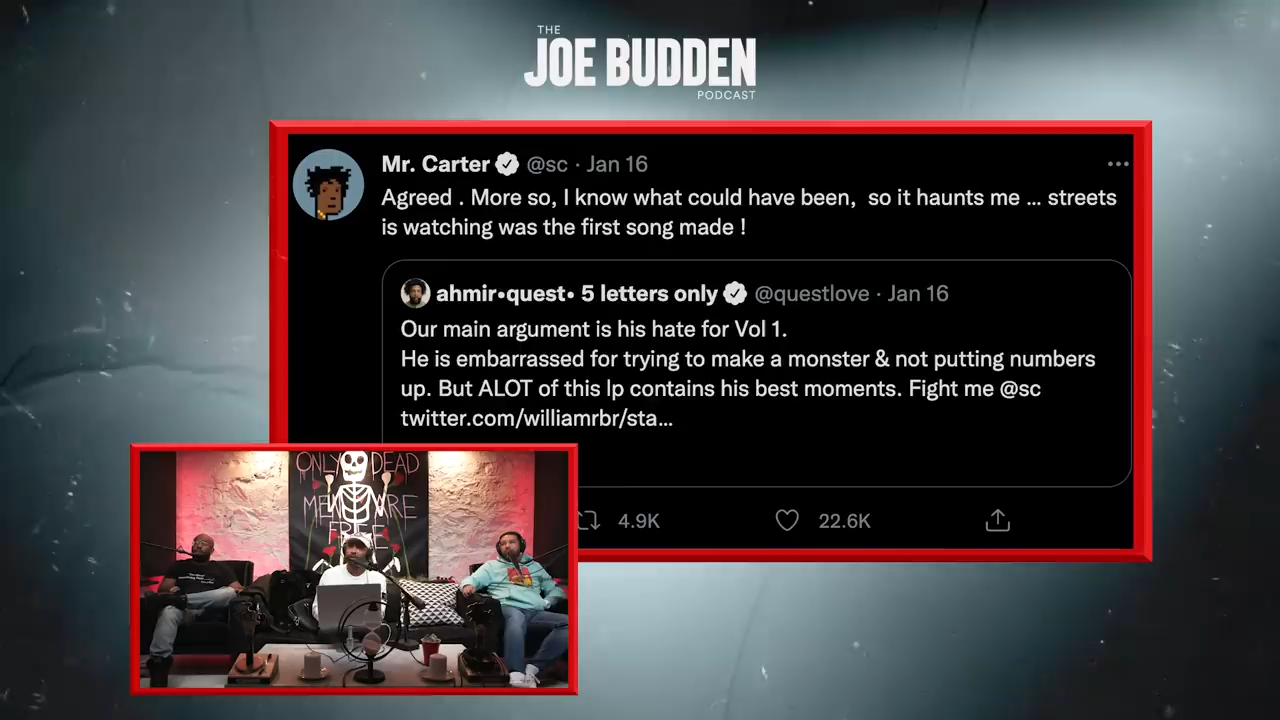 THE
JOE BUDDEN
PODCAST
Mr. Carter @sc · Jan 16
Agreed . More so, I know what could have been, so it haunts me ... streets
is watching was the first song made !
ahmir•quest• 5 letters only @questlove · Jan 16
Our main argument is his hate for Vol 1.
He is embarrassed for trying to make a monster & not putting numbers
up. But ALOT of this lp contains his best moments. Fight me @sc
twitter.com/williamrbr/sta...
4.9K 22.6K
ONLY DEAD
MEN ARE
FREE